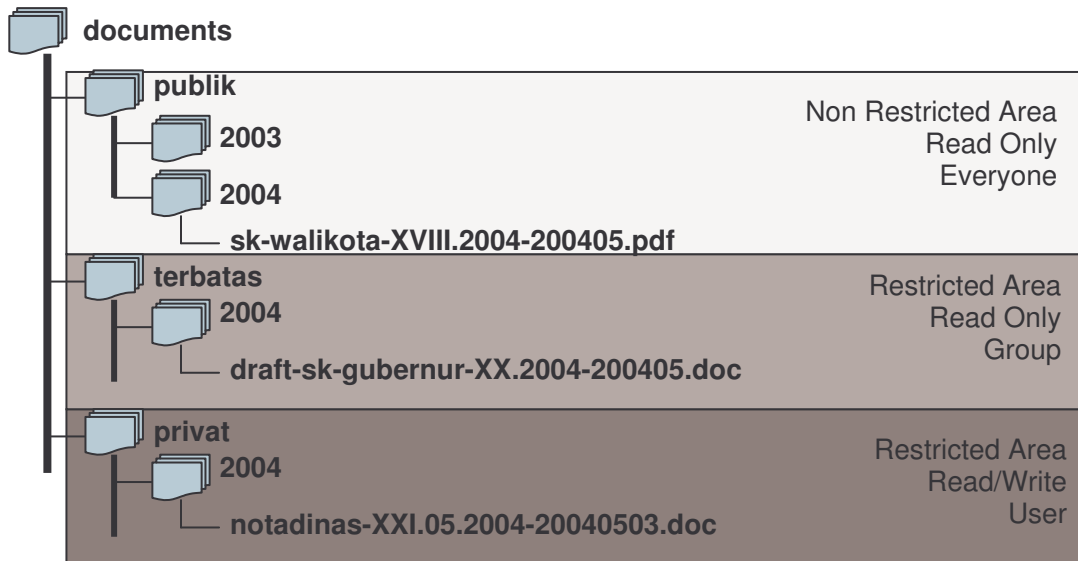 documents
publik
2003
2004
sk-walikota-XVIII.2004-200405.pdf
Non Restricted Area
Read Only
Everyone
terbatas
2004
draft-sk-gubernur-XX.2004-200405.doc
Restricted Area
Read Only
Group
privat
2004
notadinas-XXI.05.2004-20040503.doc
Restricted Area
Read/Write
User